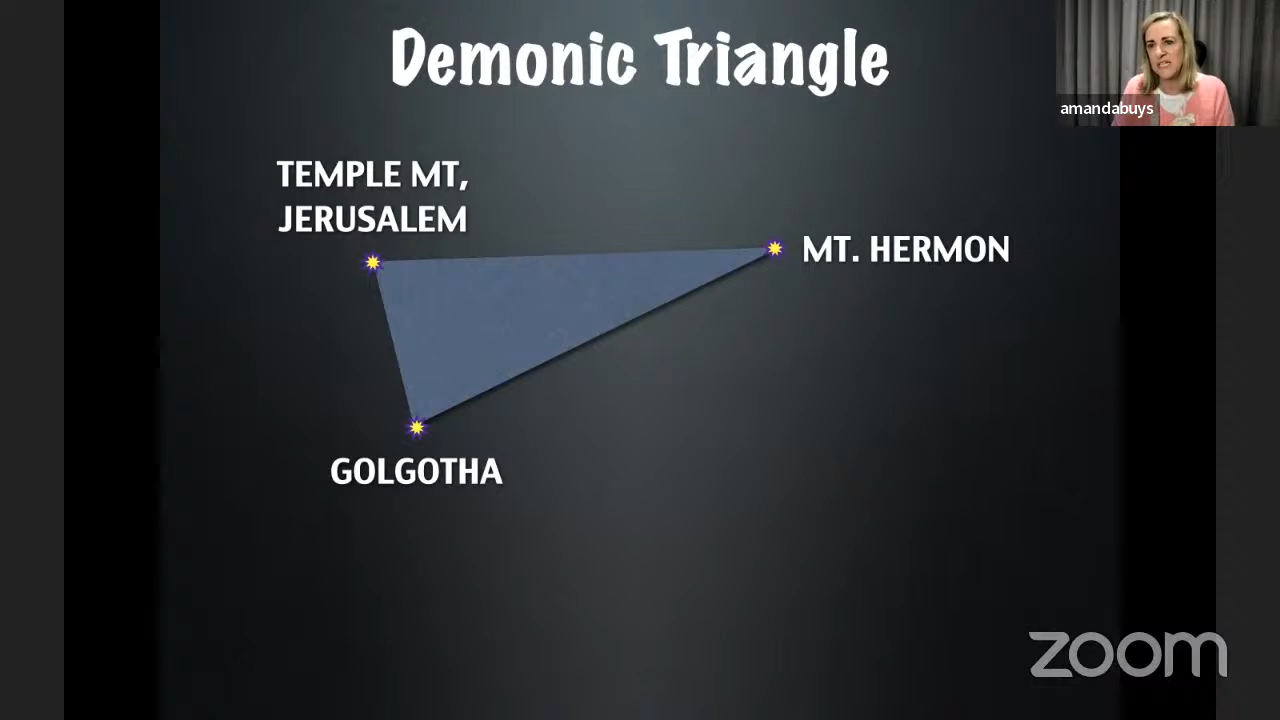 Demonic Triangle
amandabuys
TEMPLE MT,
JERUSALEM
MT. HERMON
GOLGOTHA
zoom